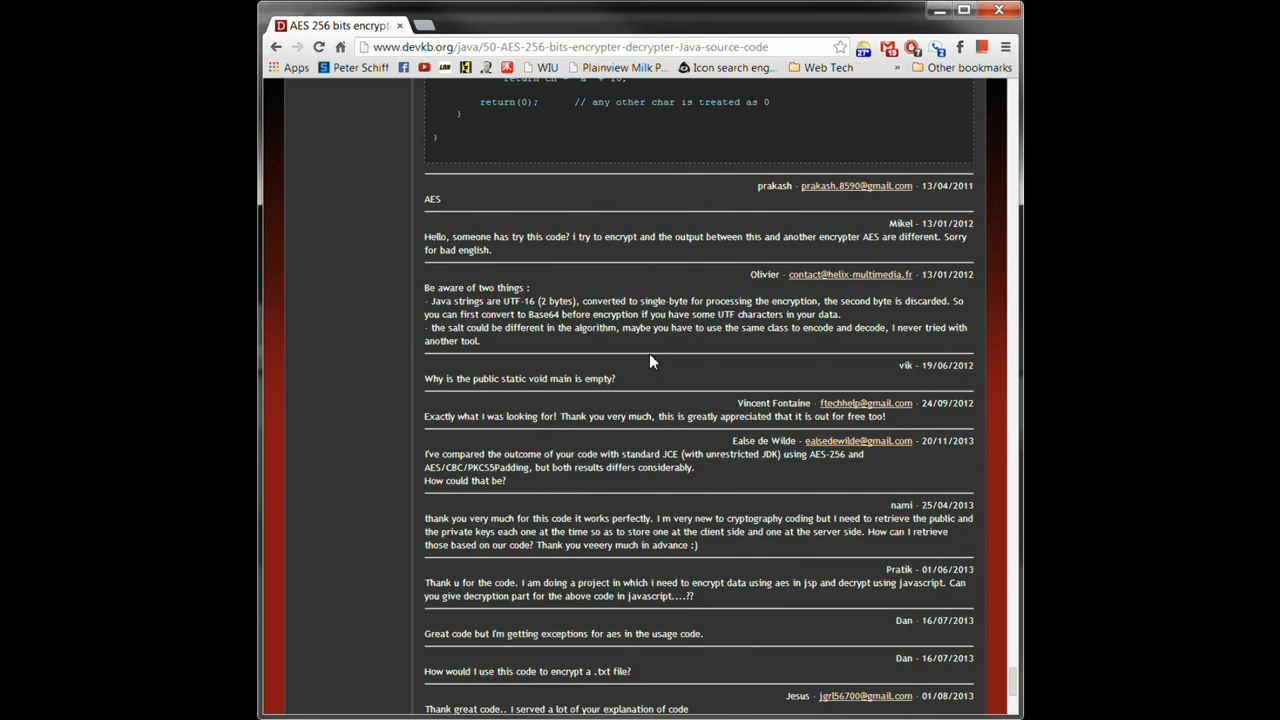 AES 256 bits encrypt
www.devkb.org/java/50-AES-256-bits-encrypter-decrypter-Java-source-code
Apps Peter Schiff WIU Plainview Milk P... Icon search eng... Web Tech » Other bookmarks
return(0); // any other char is treated as 0
}
}
prakash - prakash.8590@gmail.com - 13/04/2011
AES
Mikel - 13/01/2012
Hello, someone has try this code? i try to encrypt and the output between this and another encrypter AES are different. Sorry
for bad english.
Olivier - contact@helix-multimedia.fr - 13/01/2012
Be aware of two things :
- Java strings are UTF-16 (2 bytes), converted to single-byte for processing the encryption, the second byte is discarded. So
you can first convert to Base64 before encryption if you have some UTF characters in your data.
- the salt could be different in the algorithm, maybe you have to use the same class to encode and decode, I never tried with
another tool.
vik - 19/06/2012
Why is the public static void main is empty?
Vincent Fontaine - ftechhelp@gmail.com - 24/09/2012
Exactly what I was looking for! Thank you very much, this is greatly appreciated that it is out for free too!
Ealse de Wilde - ealsedewilde@gmail.com - 20/11/2013
I've compared the outcome of your code with standard JCE (with unrestricted JDK) using AES-256 and
AES/CBC/PKCS5Padding, but both results differs considerably.
How could that be?
nami - 25/04/2013
thank you very much for this code it works perfectly. I m very new to cryptography coding but I need to retrieve the public and
the private keys each one at the time so as to store one at the client side and one at the server side. How can I retrieve
those based on our code? Thank you veeery much in advance :)
Pratik - 01/06/2013
Thank u for the code. I am doing a project in which i need to encrypt data using aes in jsp and decrypt using javascript. Can
you give decryption part for the above code in javascript....??
Dan - 16/07/2013
Great code but I'm getting exceptions for aes in the usage code.
Dan - 16/07/2013
How would I use this code to encrypt a .txt file?
Jesus - jgrl56700@gmail.com - 01/08/2013
Thank great code.. I served a lot of your explanation of code